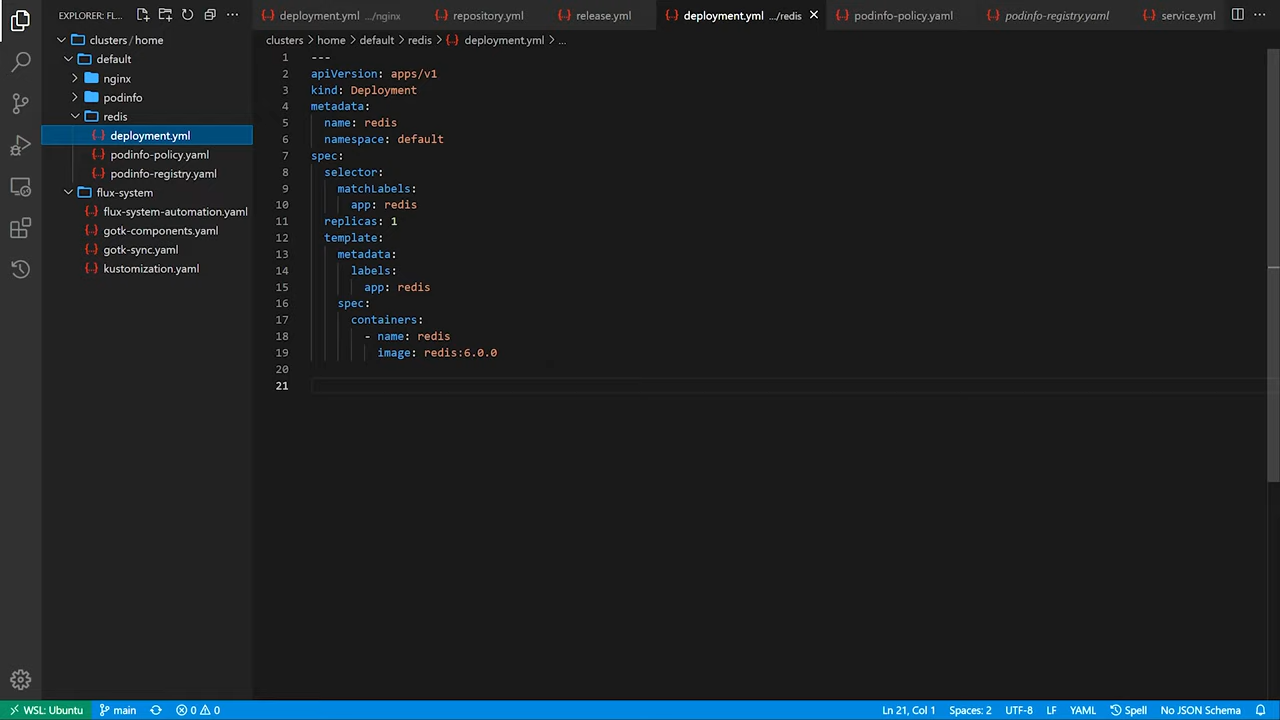 EXPLORER: FL...
deployment.yml .../nginx
repository.yml
release.yml
deployment.yml .../redis
podinfo-policy.yaml
podinfo-registry.yaml
service.yml
clusters / home
default
nginx
podinfo
redis
deployment.yml
podinfo-policy.yaml
podinfo-registry.yaml
flux-system
flux-system-automation.yaml
gotk-components.yaml
gotk-sync.yaml
kustomization.yaml
clusters > home > default > redis > deployment.yml > ...
1 ---
2 apiVersion: apps/v1
3 kind: Deployment
4 metadata:
5 name: redis
6 namespace: default
7 spec:
8 selector:
9 matchLabels:
10 app: redis
11 replicas: 1
12 template:
13 metadata:
14 labels:
15 app: redis
16 spec:
17 containers:
18 - name: redis
19 image: redis:6.0.0
20
21
WSL: Ubuntu
main
0 0
Ln 21, Col 1
Spaces: 2
UTF-8
LF
YAML
Spell
No JSON Schema